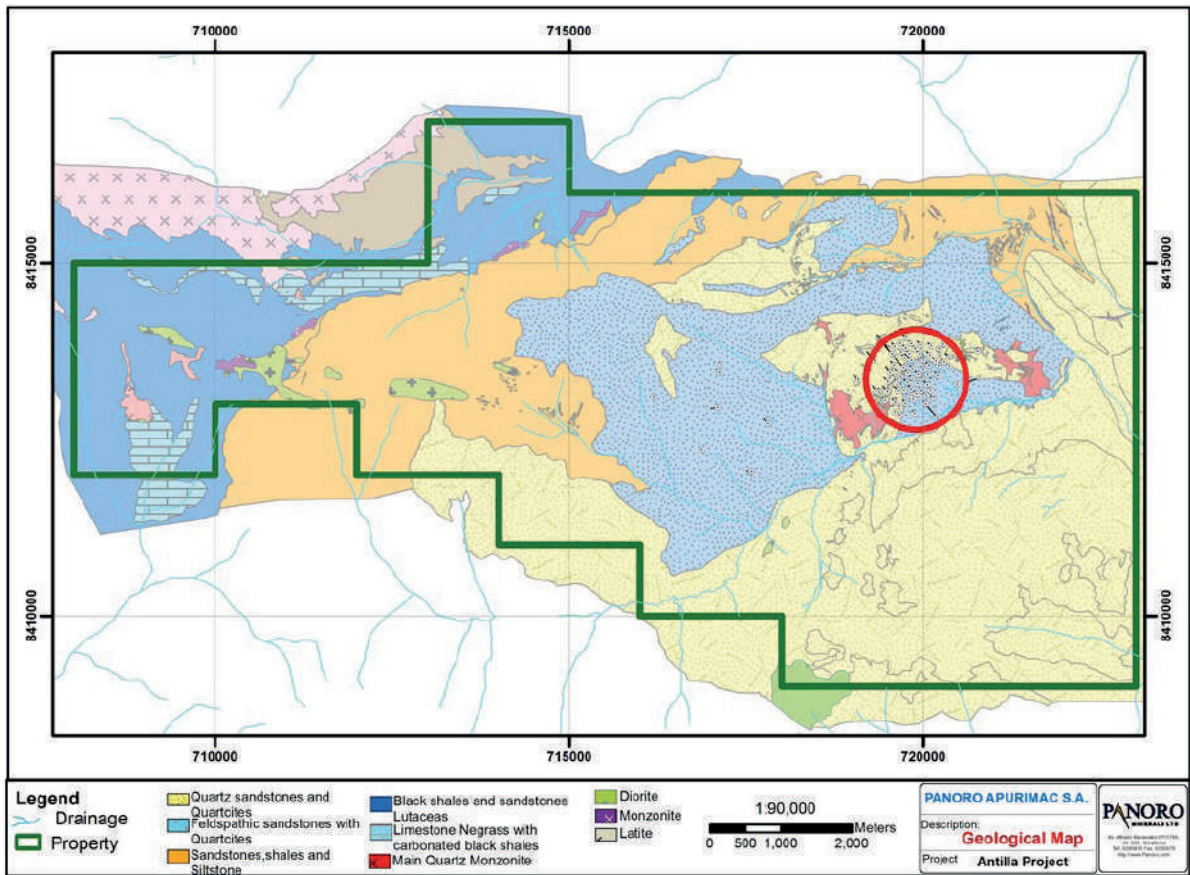 710000
715000
720000
8415000
8415000
8410000
8410000
710000
715000
720000
Legend
Drainage
Property
Quartz sandstones and
Quartcites
Feldspathic sandstones with
Quartcites
Sandstones,shales and
Siltstone
Black shales and sandstones
Lutaceas
Limestone Negrass with
carbonated black shales
Main Quartz Monzonite
Diorite
Monzonite
Latite
1:90,000
Meters
0 500 1,000 2,000
PANORO APURIMAC S.A.
Description:
Geological Map
Project Antilla Project
PANORO
MINERALS LTD